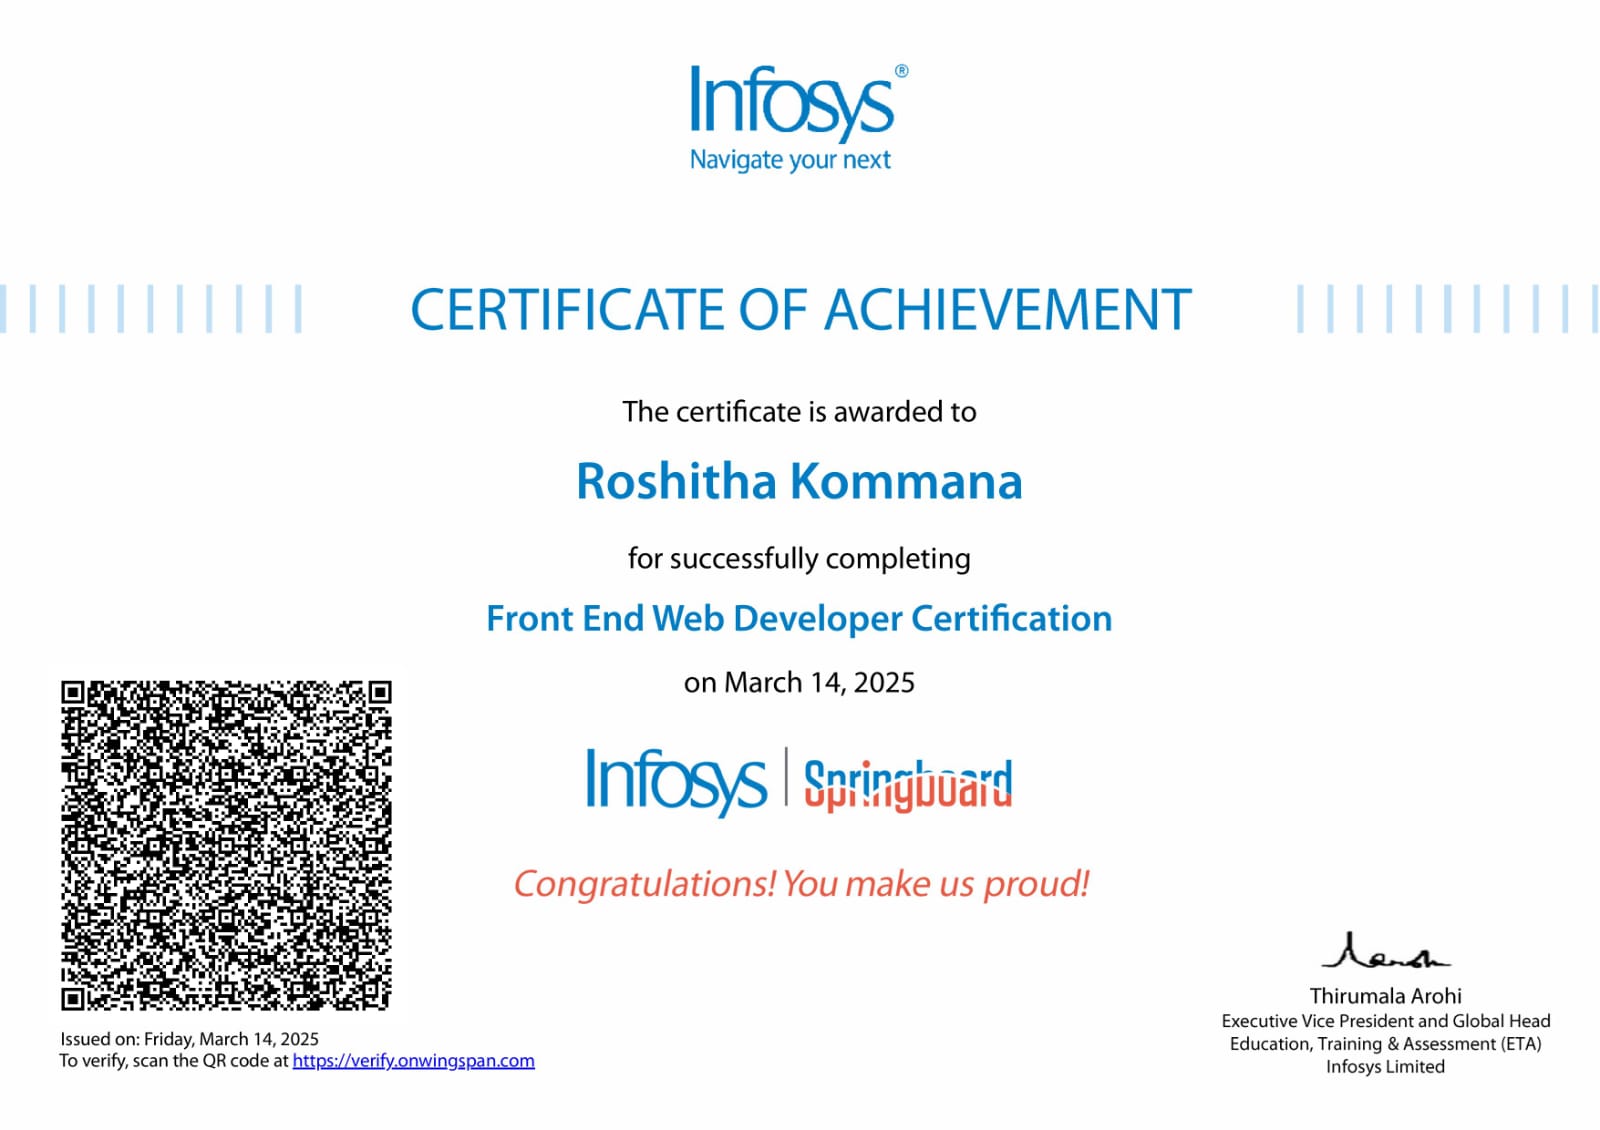 Infosys®
Navigate your next
CERTIFICATE OF ACHIEVEMENT
The certificate is awarded to
Roshitha Kommana
for successfully completing
Front End Web Developer Certification
on March 14, 2025
Infosys | Springboard
Congratulations! You make us proud!
Issued on: Friday, March 14, 2025
To verify, scan the QR code at https://verify.onwingspan.com
Thirumala Arohi
Executive Vice President and Global Head
Education, Training & Assessment (ETA)
Infosys Limited